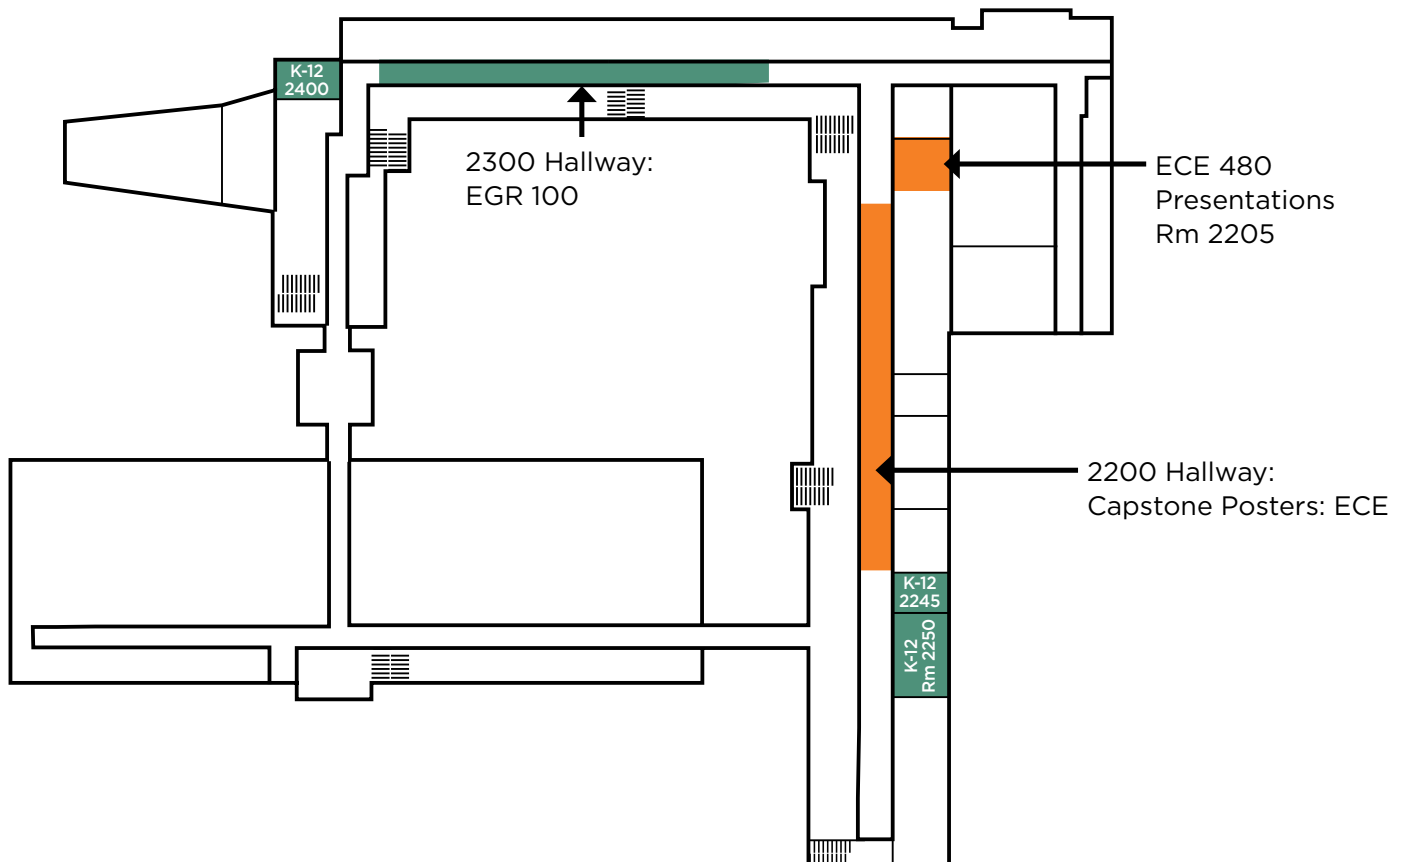 K-12
2400
2300 Hallway:
EGR 100
ECE 480
Presentations
Rm 2205
2200 Hallway:
Capstone Posters: ECE
K-12
2245
K-12
Rm 2250